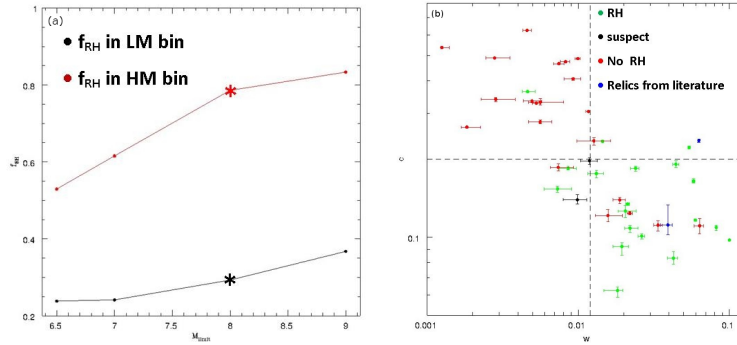 (a)
f_RH in LM bin
f_RH in HM bin
f_RH
1
0.8
0.6
0.4
0.2
6.5 7 7.5 8 8.5 9
M_limit
(b)
RH
suspect
No RH
Relics from literature
c
0.1
0.001 0.01 0.1
w